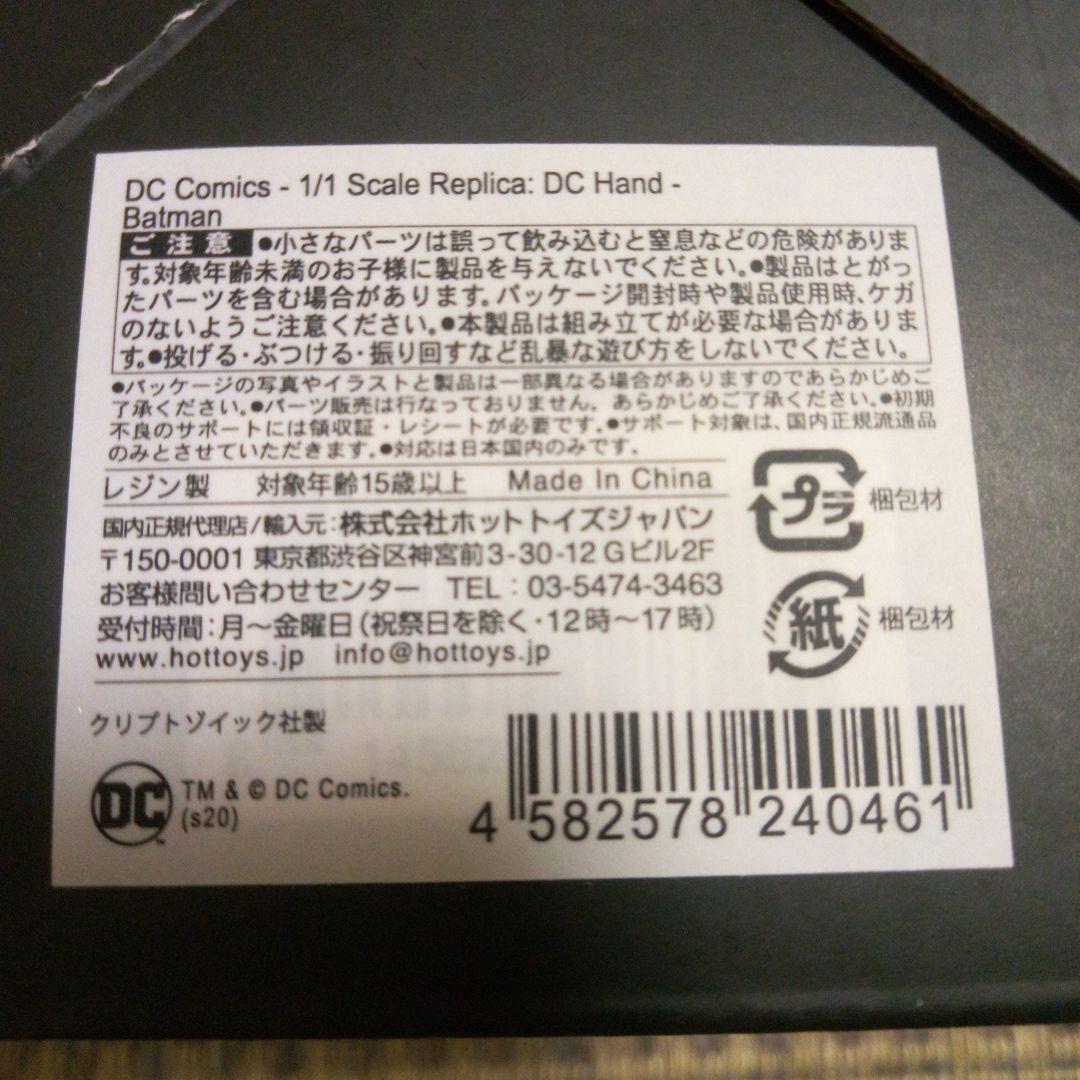 DC Comics - 1/1 Scale Replica: DC Hand -
Batman
ご注意 ●小さなパーツは誤って飲み込むと窒息などの危険がありま
す。対象年齢未満のお子様に製品を与えないでください。●製品はとがっ
たパーツを含む場合があります。パッケージ開封時や製品使用時、ケガ
のないようご注意ください。●本製品は組み立てが必要な場合がありま
す。●投げる・ぶつける・振り回すなど乱暴な遊び方をしないでください。
●パッケージの写真やイラストと製品は一部異なる場合がありますのであらかじめご
了承ください。●パーツ販売は行なっておりません。あらかじめご了承ください。●初期
不良のサポートには領収証・レシートが必要です。●サポート対象は、国内正規流通品
のみとさせていただきます。●対応は日本国内のみです。
レジン製 対象年齢15歳以上 Made In China
国内正規代理店/輸入元:株式会社ホットトイズジャパン
〒150-0001 東京都渋谷区神宮前3-30-12 Gビル2F
お客様問い合わせセンター TEL:03-5474-3463
受付時間:月~金曜日(祝祭日を除く・12時~17時)
www.hottoys.jp info@hottoys.jp
プラ 梱包材
紙 梱包材
クリプトゾイック社製
DC TM & © DC Comics.
(s20)
4 582578 240461